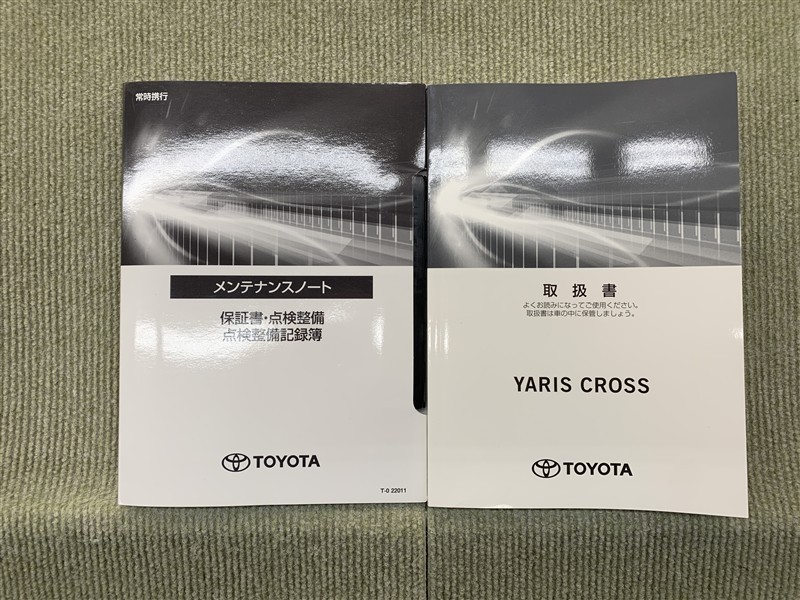 常時携行
メンテナンスノート
保証書・点検整備
点検整備記録簿
TOYOTA
T-0 22011
取扱書
よくお読みになってご使用ください。
取扱書は車の中に保管しましょう。
YARIS CROSS
TOYOTA